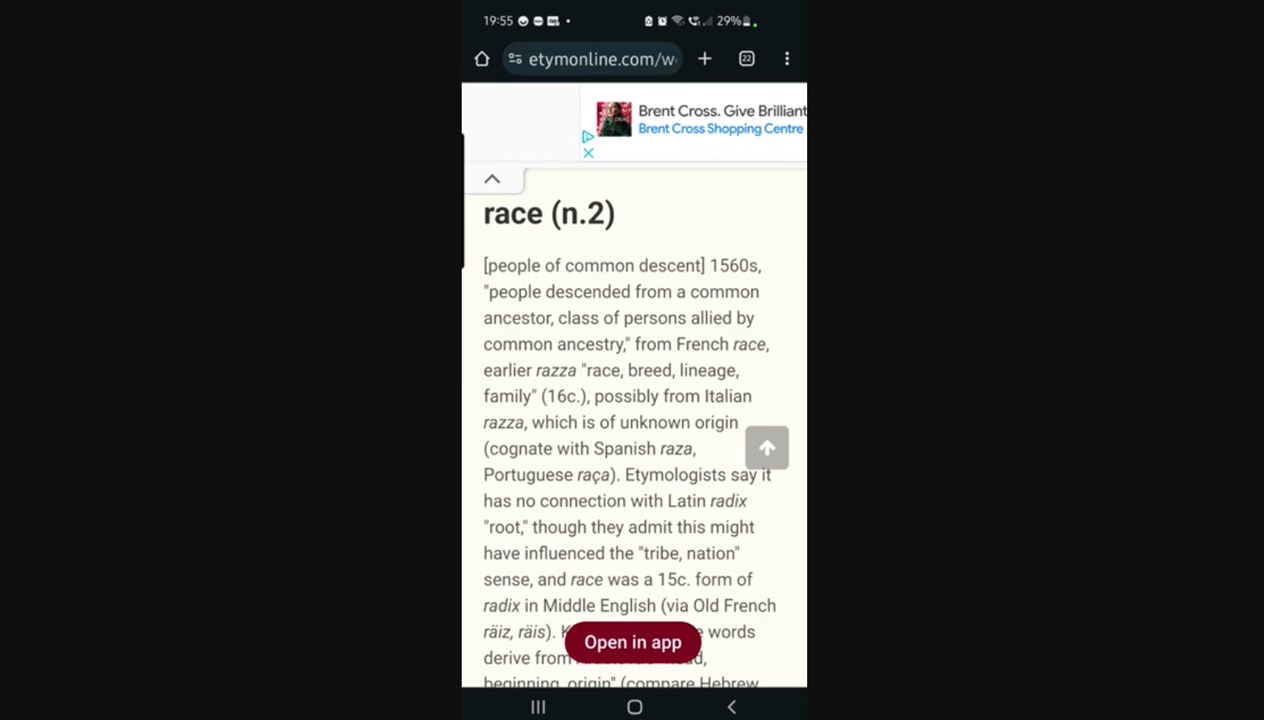 19:55
29%
etymonline.com/w
22
Brent Cross. Give Brilliant
Brent Cross Shopping Centre
race (n.2)
[people of common descent] 1560s,
"people descended from a common
ancestor, class of persons allied by
common ancestry," from French race,
earlier razza "race, breed, lineage,
family" (16c.), possibly from Italian
razza, which is of unknown origin
(cognate with Spanish raza,
Portuguese raça). Etymologists say it
has no connection with Latin radix
"root," though they admit this might
have influenced the "tribe, nation"
sense, and race was a 15c. form of
radix in Middle English (via Old French
räiz, räis). words
Open in app
derive from
beginning, origin" (compare Hebrew